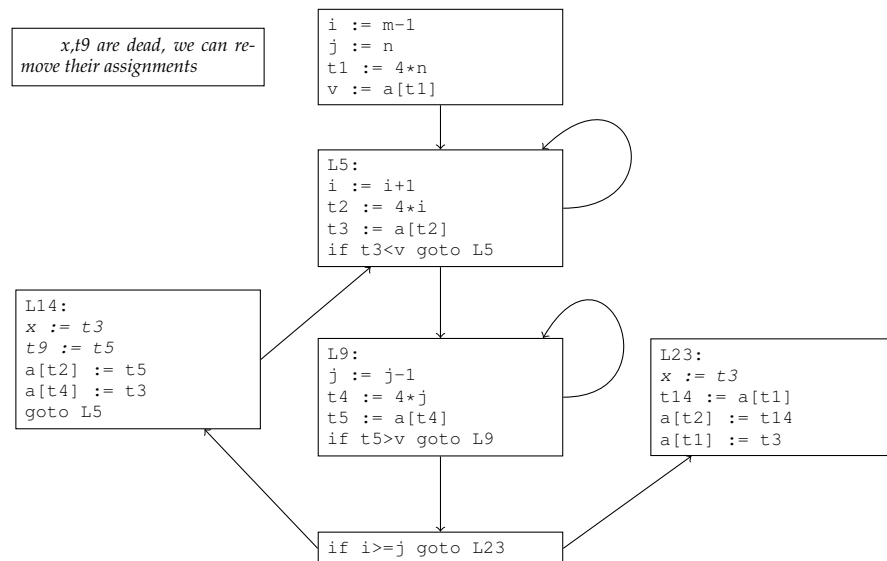 x,t9 are dead, we can re-
move their assignments
i := m-1
j := n
t1 := 4*n
v := a[t1]
L5:
i := i+1
t2 := 4*i
t3 := a[t2]
if t3<v goto L5
L14:
x := t3
t9 := t5
a[t2] := t5
a[t4] := t3
goto L5
L9:
j := j-1
t4 := 4*j
t5 := a[t4]
if t5>v goto L9
L23:
x := t3
t14 := a[t1]
a[t2] := t14
a[t1] := t3
if i>=j goto L23